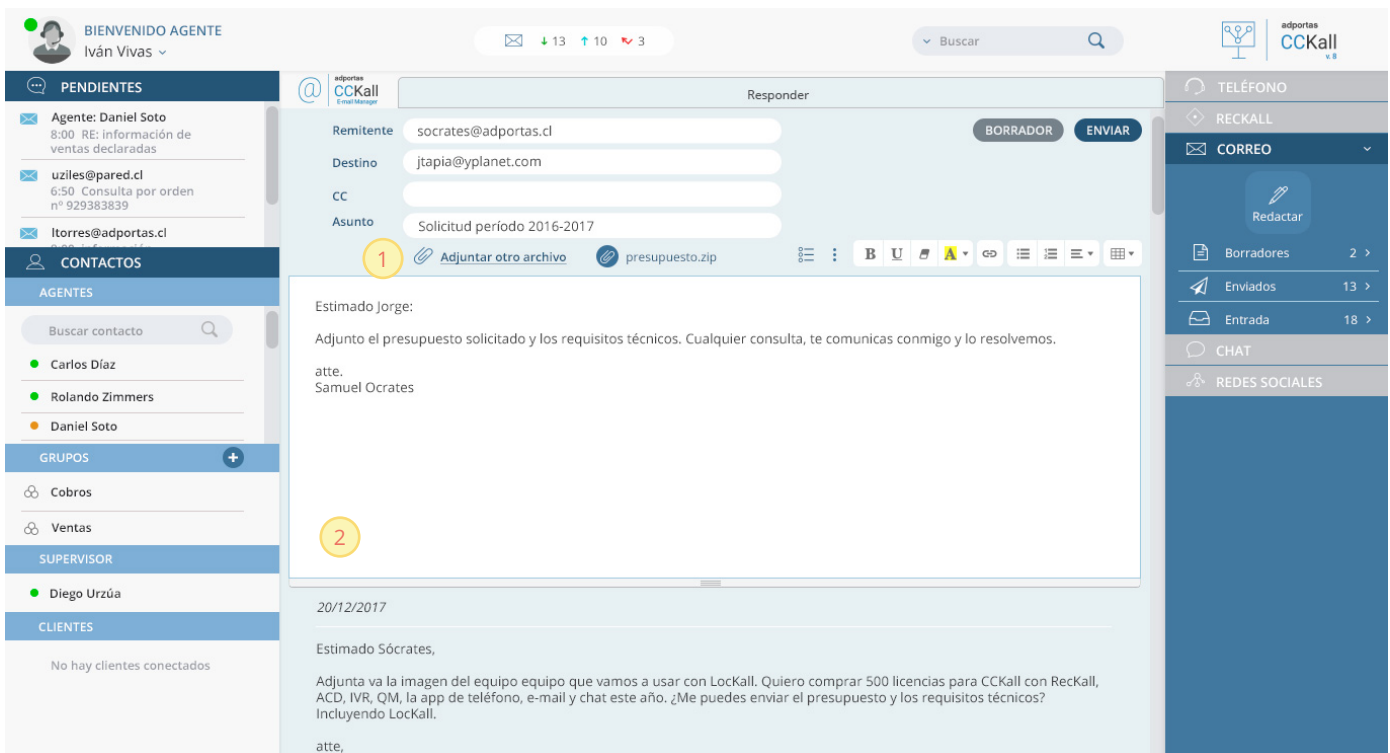 BIENVENIDO AGENTE
Iván Vivas
13 10 3
Buscar
adportas
CCKall
v. 8
PENDIENTES
Agente: Daniel Soto
8:00 RE: información de
ventas declaradas
uziles@pared.cl
6:50 Consulta por orden
nº 929383839
ltorres@adportas.cl
CONTACTOS
AGENTES
Buscar contacto
Carlos Díaz
Rolando Zimmers
Daniel Soto
GRUPOS
Cobros
Ventas
SUPERVISOR
Diego Urzúa
CLIENTES
No hay clientes conectados
adportas
CCKall
E-mail Manager
Responder
Remitente socrates@adportas.cl
BORRADOR ENVIAR
Destino jtapia@yplanet.com
CC
Asunto Solicitud período 2016-2017
1 Adjuntar otro archivo presupuesto.zip B U A
Estimado Jorge:
Adjunto el presupuesto solicitado y los requisitos técnicos. Cualquier consulta, te comunicas conmigo y lo resolvemos.
atte.
Samuel Ocrates
2
20/12/2017
Estimado Sócrates,
Adjunta va la imagen del equipo equipo que vamos a usar con LocKall. Quiero comprar 500 licencias para CCKall con RecKall,
ACD, IVR, QM, la app de teléfono, e-mail y chat este año. ¿Me puedes enviar el presupuesto y los requisitos técnicos?
Incluyendo LocKall.
atte,
TELÉFONO
RECKALL
CORREO
Redactar
Borradores 2 >
Enviados 13 >
Entrada 18 >
CHAT
REDES SOCIALES